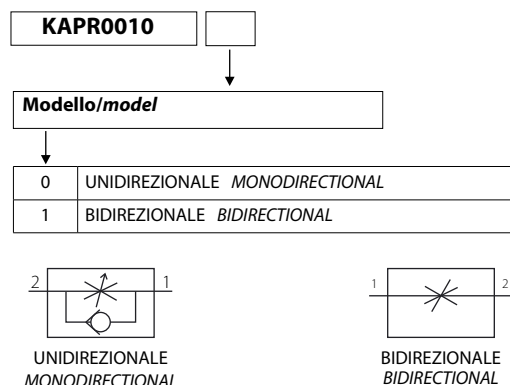 KAPR0010
Modello/model
0 UNIDIREZIONALE MONODIRECTIONAL
1 BIDIREZIONALE BIDIRECTIONAL
2 1
1 2
UNIDIREZIONALE
MONODIRECTIONAL
BIDIREZIONALE
BIDIRECTIONAL